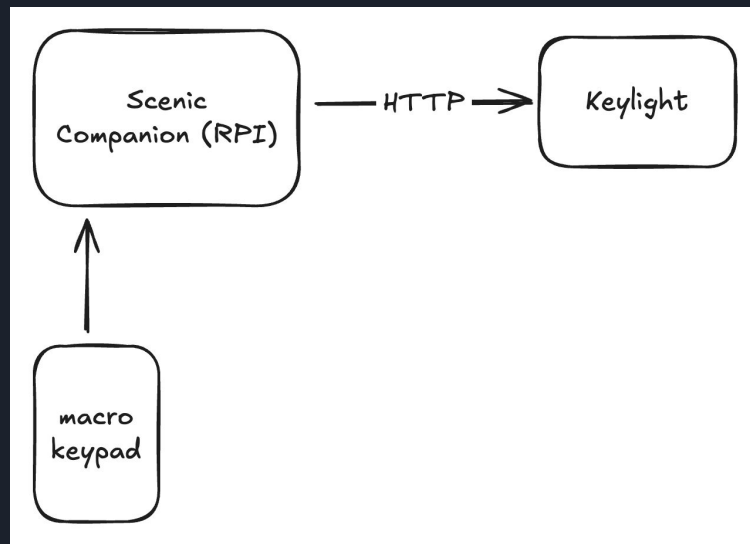 Scenic
Companion (RPI)
HTTP
Keylight
macro
keypad